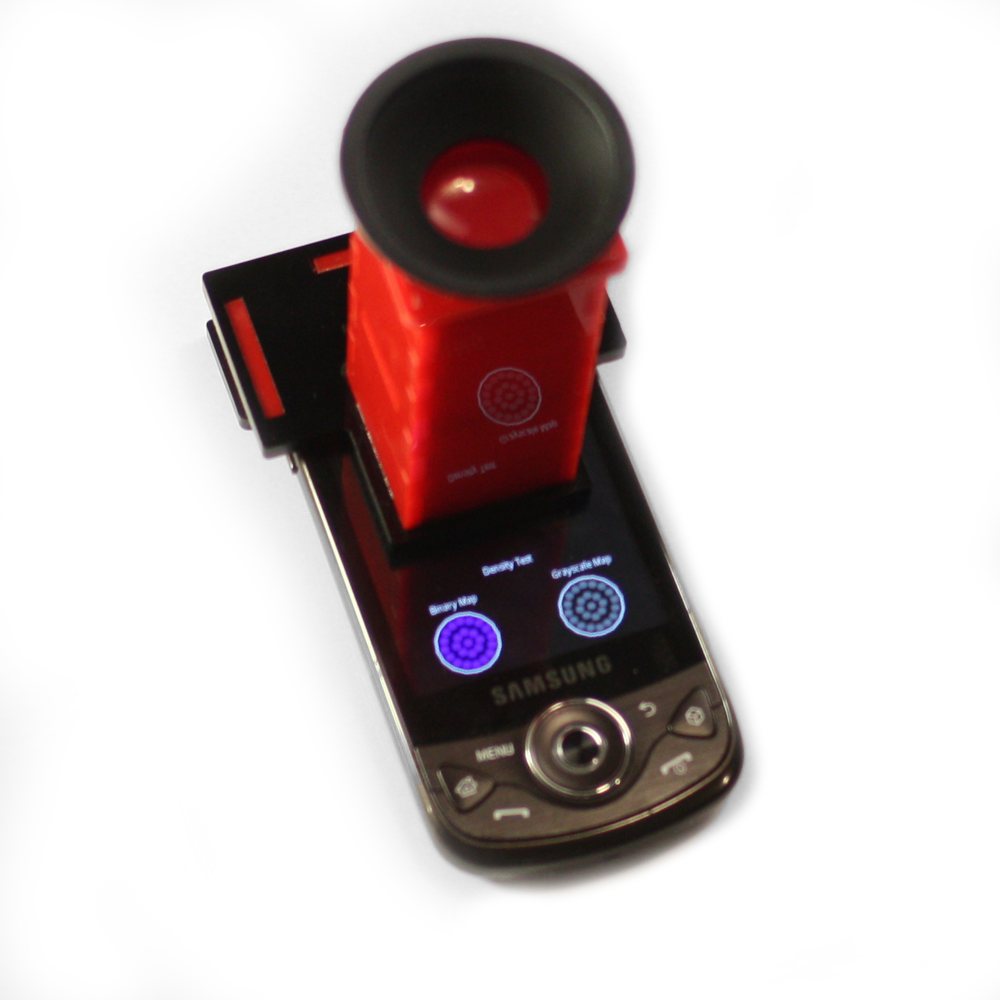 Density Test
Grayscale Map
Binary Map
SAMSUNG
MENU